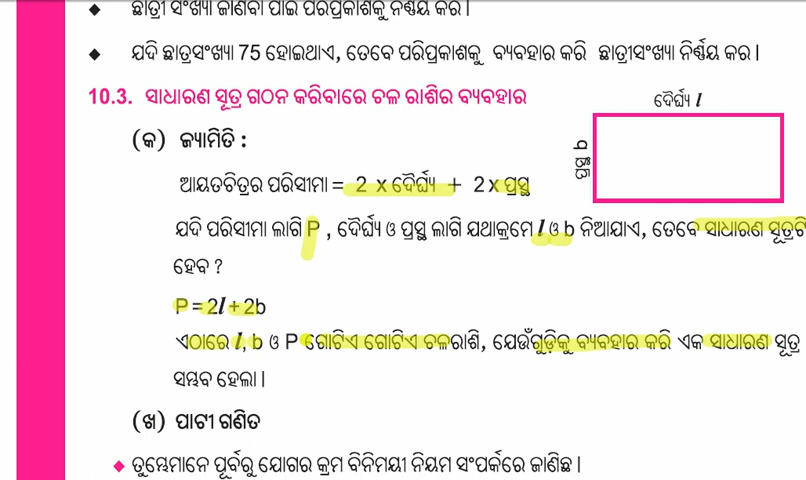 ◆ ଛାତ୍ରୀ ସଂଖ୍ୟା ଜାଣିବା ପାଇଁ ପରିପ୍ରକାଶକୁ ନିର୍ଣ୍ଣୟ କର।
◆ ଯଦି ଛାତ୍ରସଂଖ୍ୟା 75 ହୋଇଥାଏ, ତେବେ ପରିପ୍ରକାଶକୁ ବ୍ୟବହାର କରି ଛାତ୍ରୀସଂଖ୍ୟା ନିର୍ଣ୍ଣୟ କର।
10.3. ସାଧାରଣ ସୂତ୍ର ଗଠନ କରିବାରେ ଚଳ ରାଶିର ବ୍ୟବହାର
ଦୈର୍ଘ୍ୟ l
(କ) ଜ୍ୟାମିତି :
ପ୍ରସ୍ଥ b
ଆୟତଚିତ୍ରର ପରିସୀମା = 2 x ଦୈର୍ଘ୍ୟ + 2 x ପ୍ରସ୍ଥ
ଯଦି ପରିସୀମା ଲାଗି P , ଦୈର୍ଘ୍ୟ ଓ ପ୍ରସ୍ଥ ଲାଗି ଯଥାକ୍ରମେ l ଓ b ନିଆଯାଏ, ତେବେ ସାଧାରଣ ସୂତ୍ରଟି
ହେବ ?
P = 2l + 2b
ଏଠାରେ l, b ଓ P ଗୋଟିଏ ଗୋଟିଏ ଚଳରାଶି, ଯେଉଁଗୁଡ଼ିକୁ ବ୍ୟବହାର କରି ଏକ ସାଧାରଣ ସୂତ୍ର
ସମ୍ଭବ ହେଲା।
(ଖ) ପାଟୀ ଗଣିତ
◆ ତୁମ୍ଭେମାନେ ପୂର୍ବରୁ ଯୋଗର କ୍ରମ ବିନିମୟୀ ନିୟମ ସଂପର୍କରେ ଜାଣିଛ।